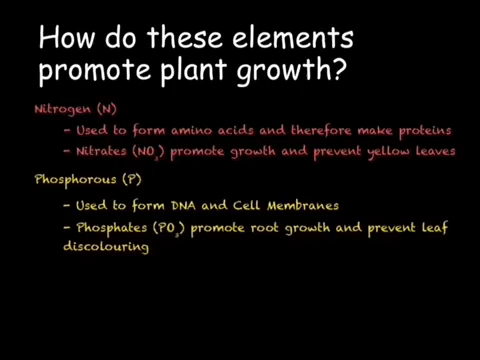 How do these elements
promote plant growth?
Nitrogen (N)
- Used to form amino acids and therefore make proteins
- Nitrates (NO3) promote growth and prevent yellow leaves
Phosphorous (P)
- Used to form DNA and Cell Membranes
- Phosphates (PO3) promote root growth and prevent leaf
discolouring